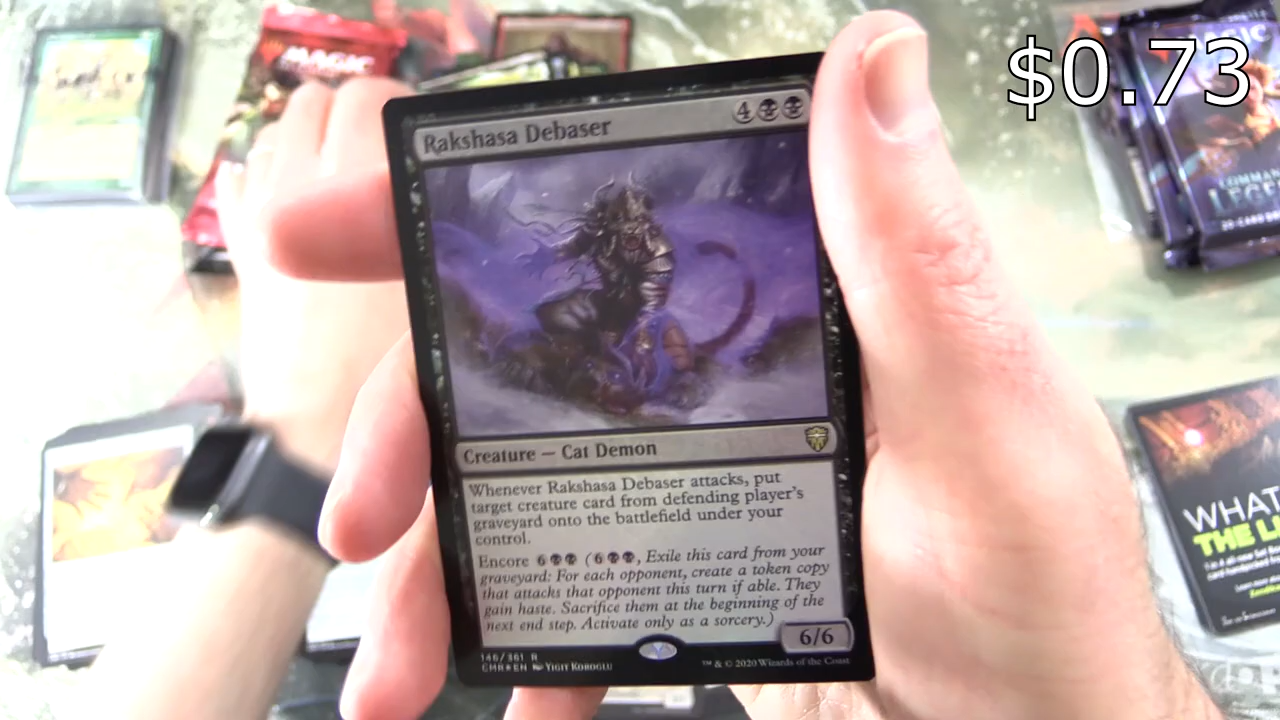 $0.73
MAGIC
MAGIC
Rakshasa Debaser
4
LEGE
Creature — Cat Demon
Whenever Rakshasa Debaser attacks, put
target creature card from defending player's
graveyard onto the battlefield under your
control.
Encore 6 (6, Exile this card from your
graveyard: For each opponent, create a token copy
that attacks that opponent this turn if able. They
gain haste. Sacrifice them at the beginning of the
next end step. Activate only as a sorcery.)
6/6
146/361 R
CMR★EN YIGIT KOROGLU
™ & © 2020 Wizards of the Coast
WHAT
THE LI